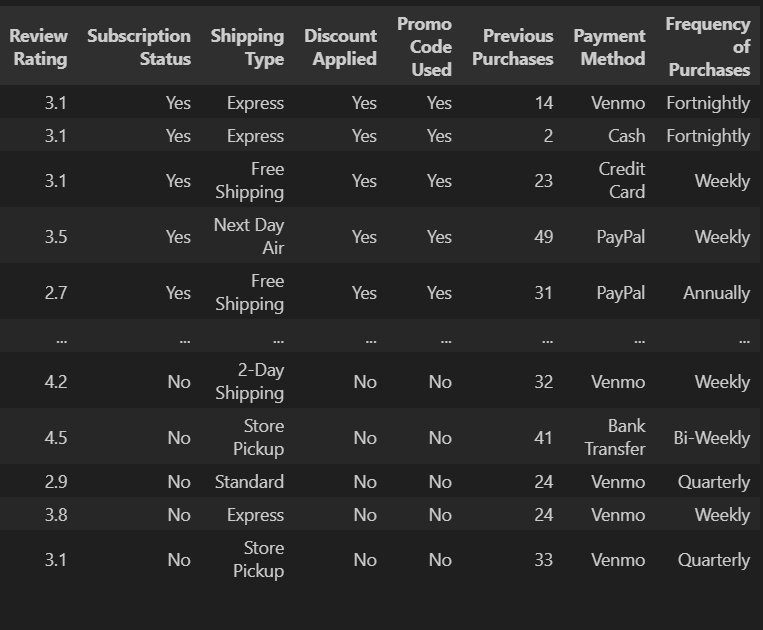 Review Rating Subscription Status Shipping Type Discount Applied Promo Code Used Previous Purchases Payment Method Frequency of Purchases
3.1 Yes Express Yes Yes 14 Venmo Fortnightly
3.1 Yes Express Yes Yes 2 Cash Fortnightly
3.1 Yes Free Shipping Yes Yes 23 Credit Card Weekly
3.5 Yes Next Day Air Yes Yes 49 PayPal Weekly
2.7 Yes Free Shipping Yes Yes 31 PayPal Annually
... ... ... ... ... ... ... ...
4.2 No 2-Day Shipping No No 32 Venmo Weekly
4.5 No Store Pickup No No 41 Bank Transfer Bi-Weekly
2.9 No Standard No No 24 Venmo Quarterly
3.8 No Express No No 24 Venmo Weekly
3.1 No Store Pickup No No 33 Venmo Quarterly